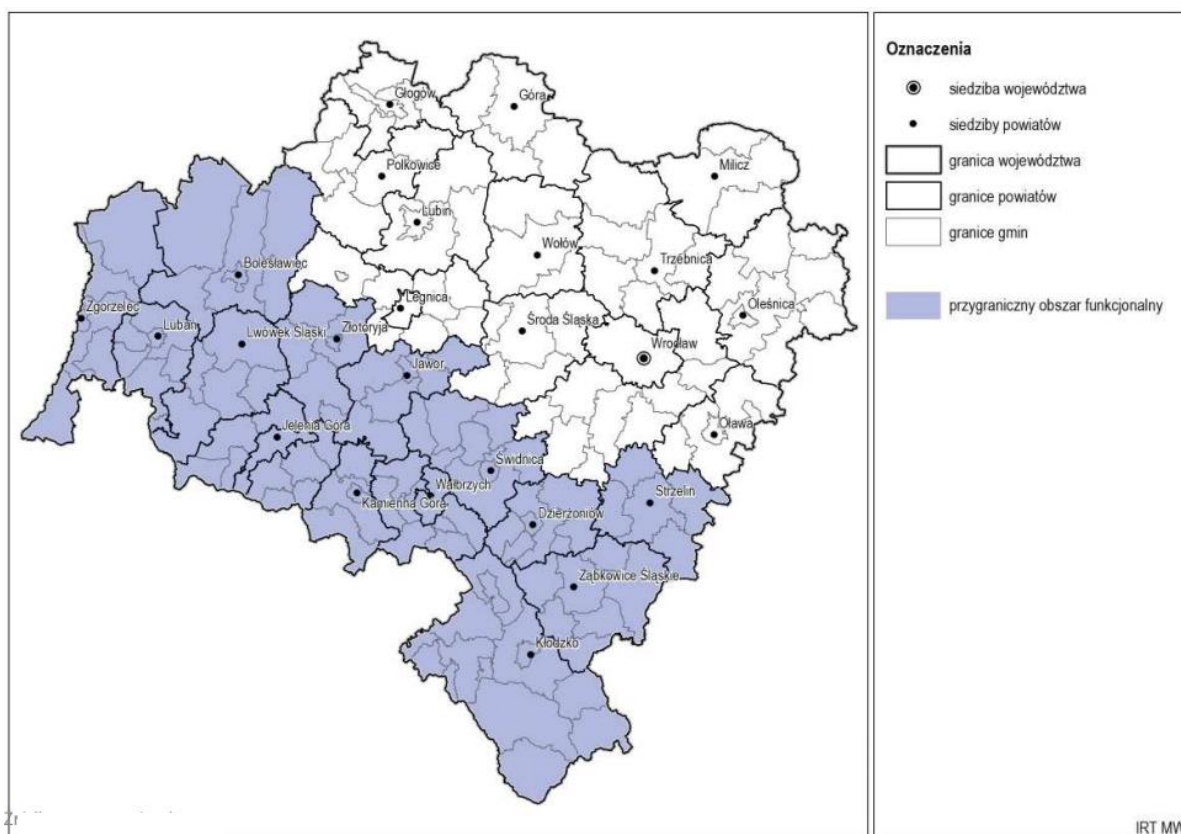 Głogów
Góra
Polkowice
Milicz
Lubin
Wołów
Trzebnica
Bolesławiec
Legnica
Oleśnica
Zgorzelec
Lubań
Lwówek Śląski
Złotoryja
Środa Śląska
Wrocław
Jawor
Jelenia Góra
Oława
Świdnica
Wałbrzych
Kamienna Góra
Strzelin
Dzierżoniów
Ząbkowice Śląskie
Kłodzko
Oznaczenia
siedziba województwa
siedziby powiatów
granica województwa
granice powiatów
granice gmin
przygraniczny obszar funkcjonalny
IRT MW